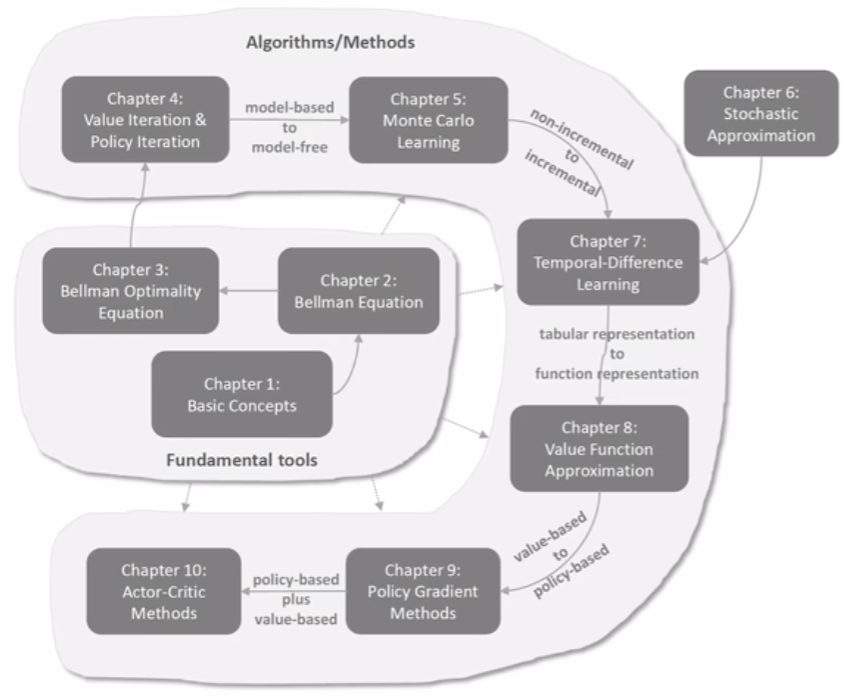 Algorithms/Methods
Chapter 4:
Value Iteration &
Policy Iteration
model-based
to
model-free
Chapter 5:
Monte Carlo
Learning
non-incremental
to
incremental
Chapter 6:
Stochastic
Approximation
Chapter 7:
Temporal-Difference
Learning
Chapter 3:
Bellman Optimality
Equation
Chapter 2:
Bellman Equation
Chapter 1:
Basic Concepts
Fundamental tools
tabular representation
to
function representation
Chapter 8:
Value Function
Approximation
value-based
to
policy-based
Chapter 9:
Policy Gradient
Methods
policy-based
plus
value-based
Chapter 10:
Actor-Critic
Methods